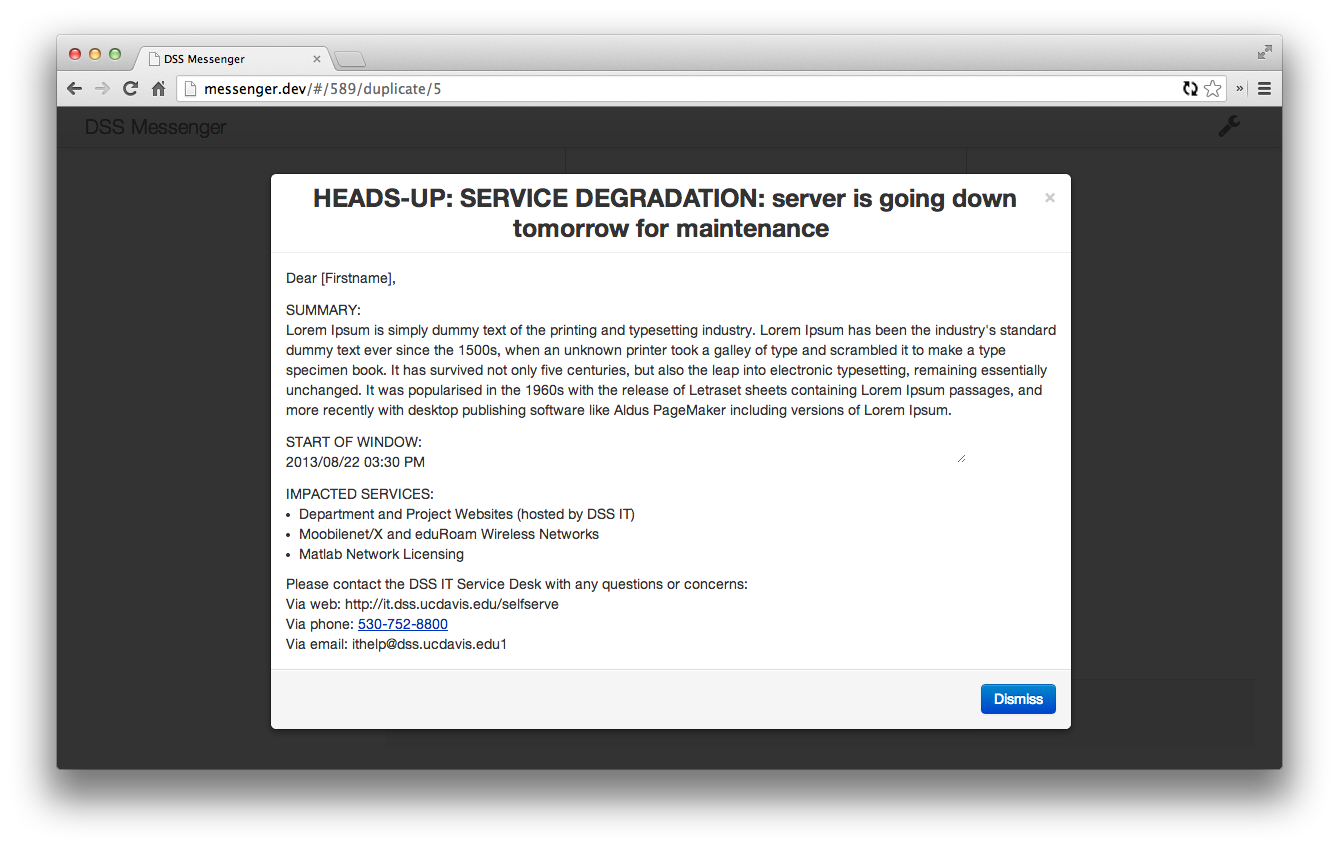 DSS Messenger
messenger.dev/#/589/duplicate/5
DSS Messenger
HEADS-UP: SERVICE DEGRADATION: server is going down
tomorrow for maintenance
Dear [Firstname],
SUMMARY:
Lorem Ipsum is simply dummy text of the printing and typesetting industry. Lorem Ipsum has been the industry's standard
dummy text ever since the 1500s, when an unknown printer took a galley of type and scrambled it to make a type
specimen book. It has survived not only five centuries, but also the leap into electronic typesetting, remaining essentially
unchanged. It was popularised in the 1960s with the release of Letraset sheets containing Lorem Ipsum passages, and
more recently with desktop publishing software like Aldus PageMaker including versions of Lorem Ipsum.
START OF WINDOW:
2013/08/22 03:30 PM
IMPACTED SERVICES:
• Department and Project Websites (hosted by DSS IT)
• Moobilenet/X and eduRoam Wireless Networks
• Matlab Network Licensing
Please contact the DSS IT Service Desk with any questions or concerns:
Via web: http://it.dss.ucdavis.edu/selfserve
Via phone: 530-752-8800
Via email: ithelp@dss.ucdavis.edu1
Dismiss